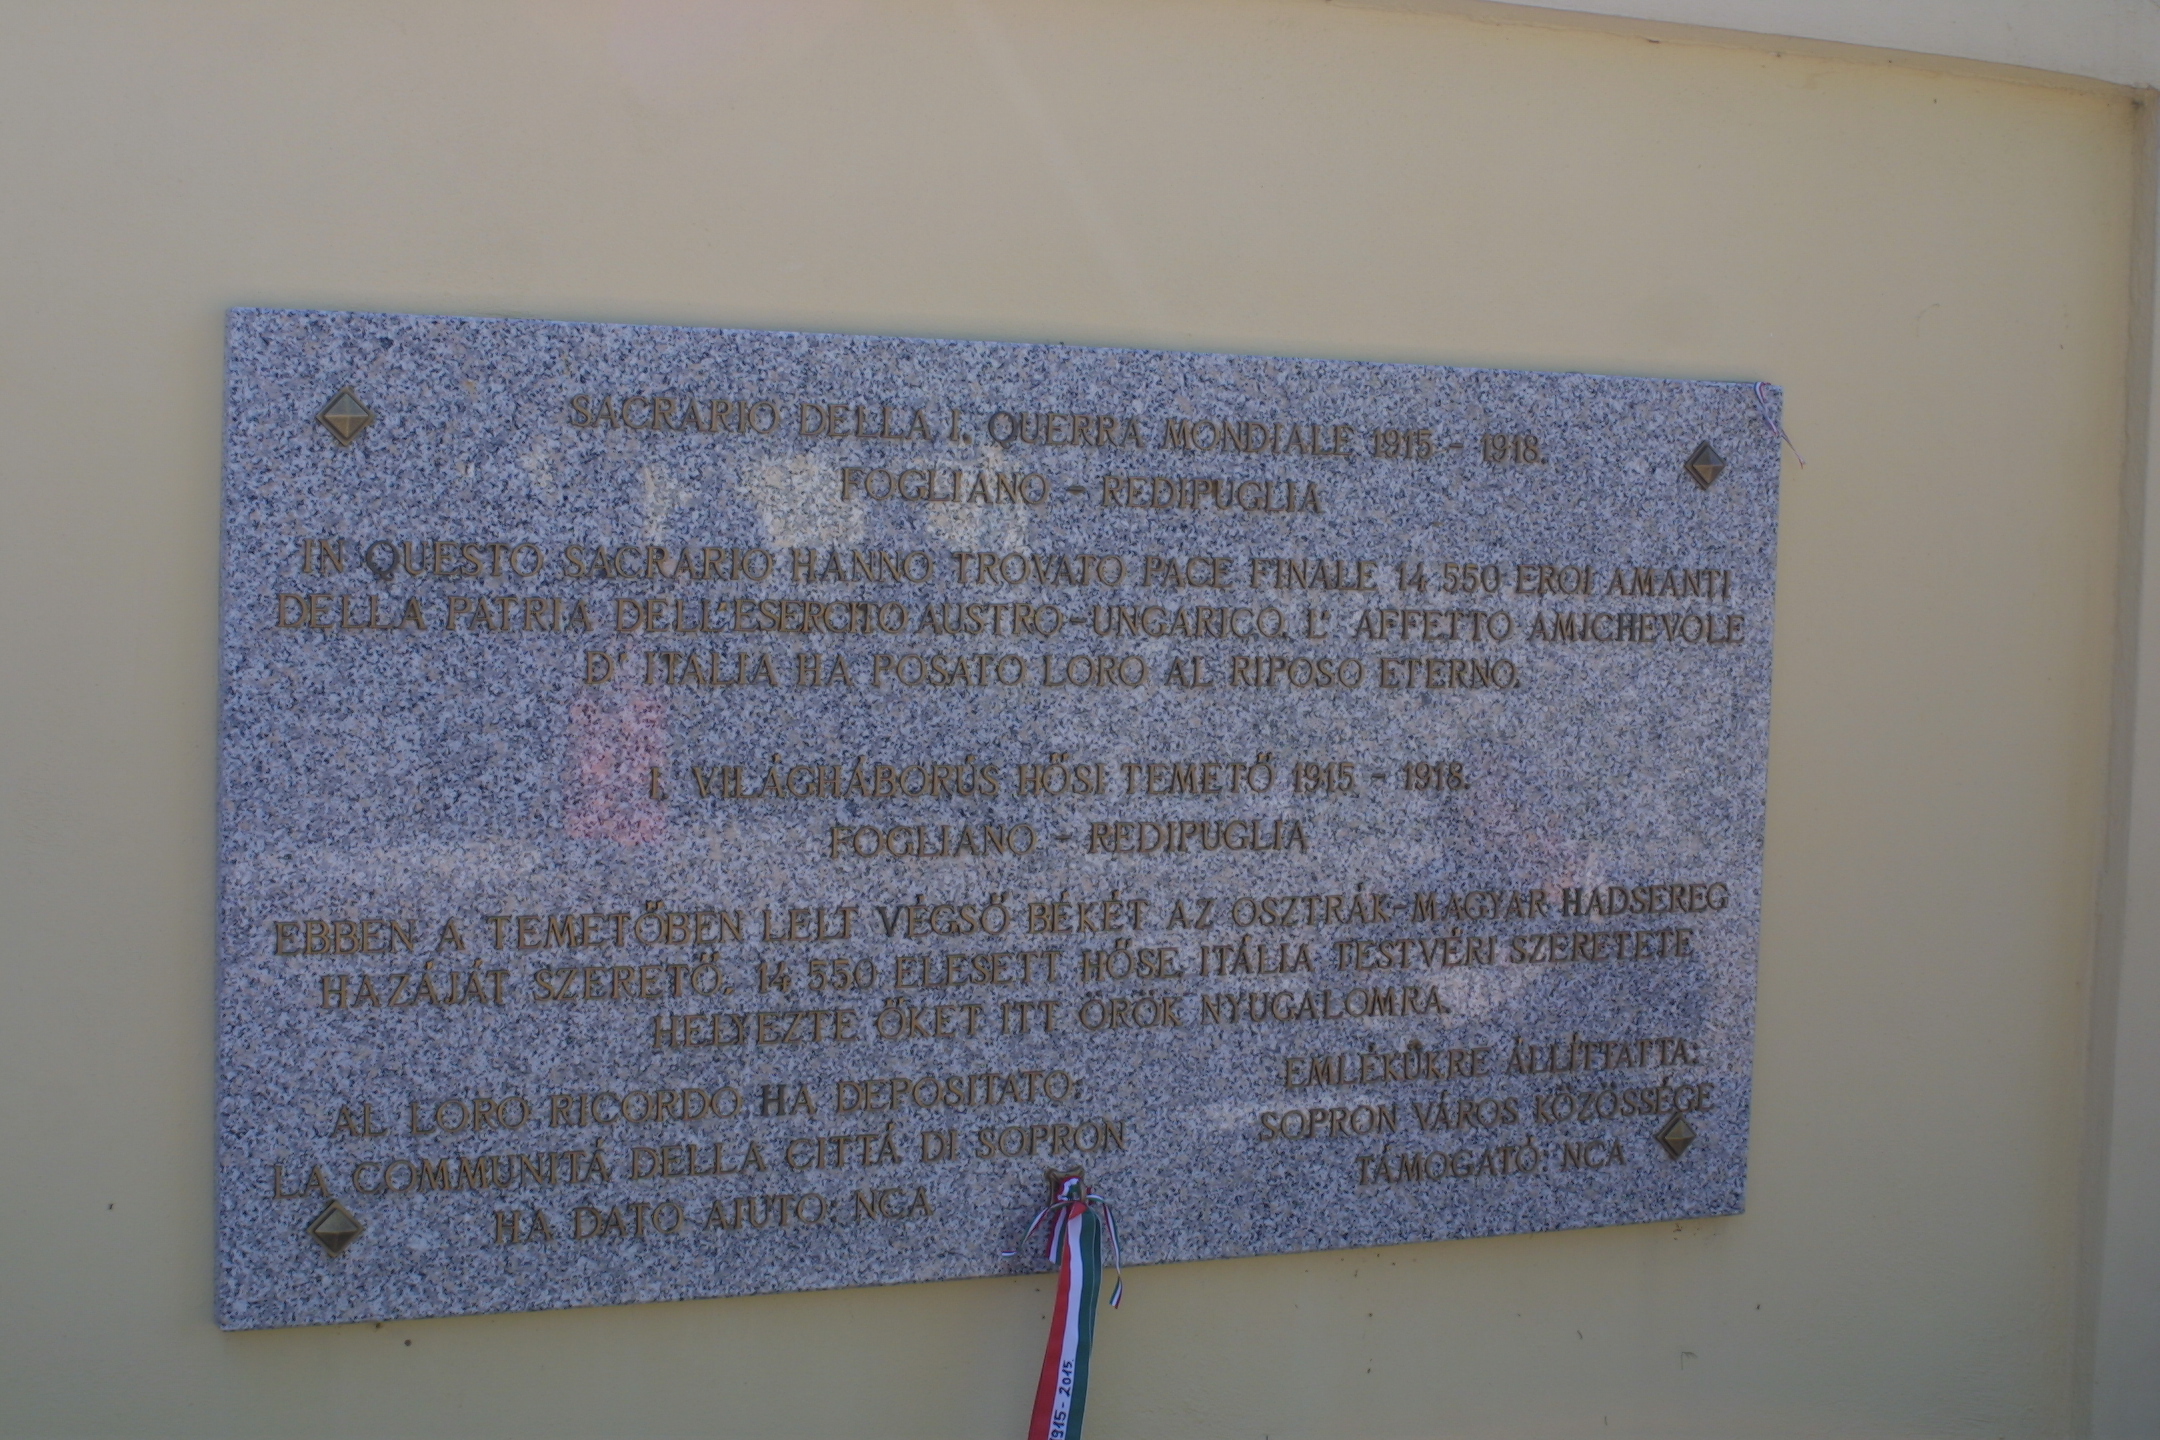 SACRARIO DELLA I. QUERRA MONDIALE 1915 - 1918.
FOGLIANO - REDIPUGLIA
IN QUESTO SACRARIO HANNO TROVATO PACE FINALE 14 550 EROI AMANTI
DELLA PATRIA DELL'ESERCITO AUSTRO-UNGARICO. L' AFFETTO AMICHEVOLE
D' ITALIA HA POSATO LORO AL RIPOSO ETERNO.
I. VILÁGHÁBORÚS HŐSI TEMETŐ 1915 - 1918.
FOGLIANO - REDIPUGLIA
EBBEN A TEMETŐBEN LELT VÉGSŐ BÉKÉT AZ OSZTRÁK-MAGYAR HADSEREG
HAZÁJÁT SZERETŐ, 14 550 ELESETT HŐSE. ITÁLIA TESTVÉRI SZERETETE
HELYEZTE ŐKET ITT ÖRÖK NYUGALOMRA.
AL LORO RICORDO HA DEPOSITATO:
LA COMMUNITÁ DELLA CITTÁ DI SOPRON
HA DATO AIUTO: NCA
EMLÉKÜKRE ÁLLÍTTATTA:
SOPRON VÁROS KÖZÖSSÉGE
TÁMOGATÓ: NCA
1915-2015.